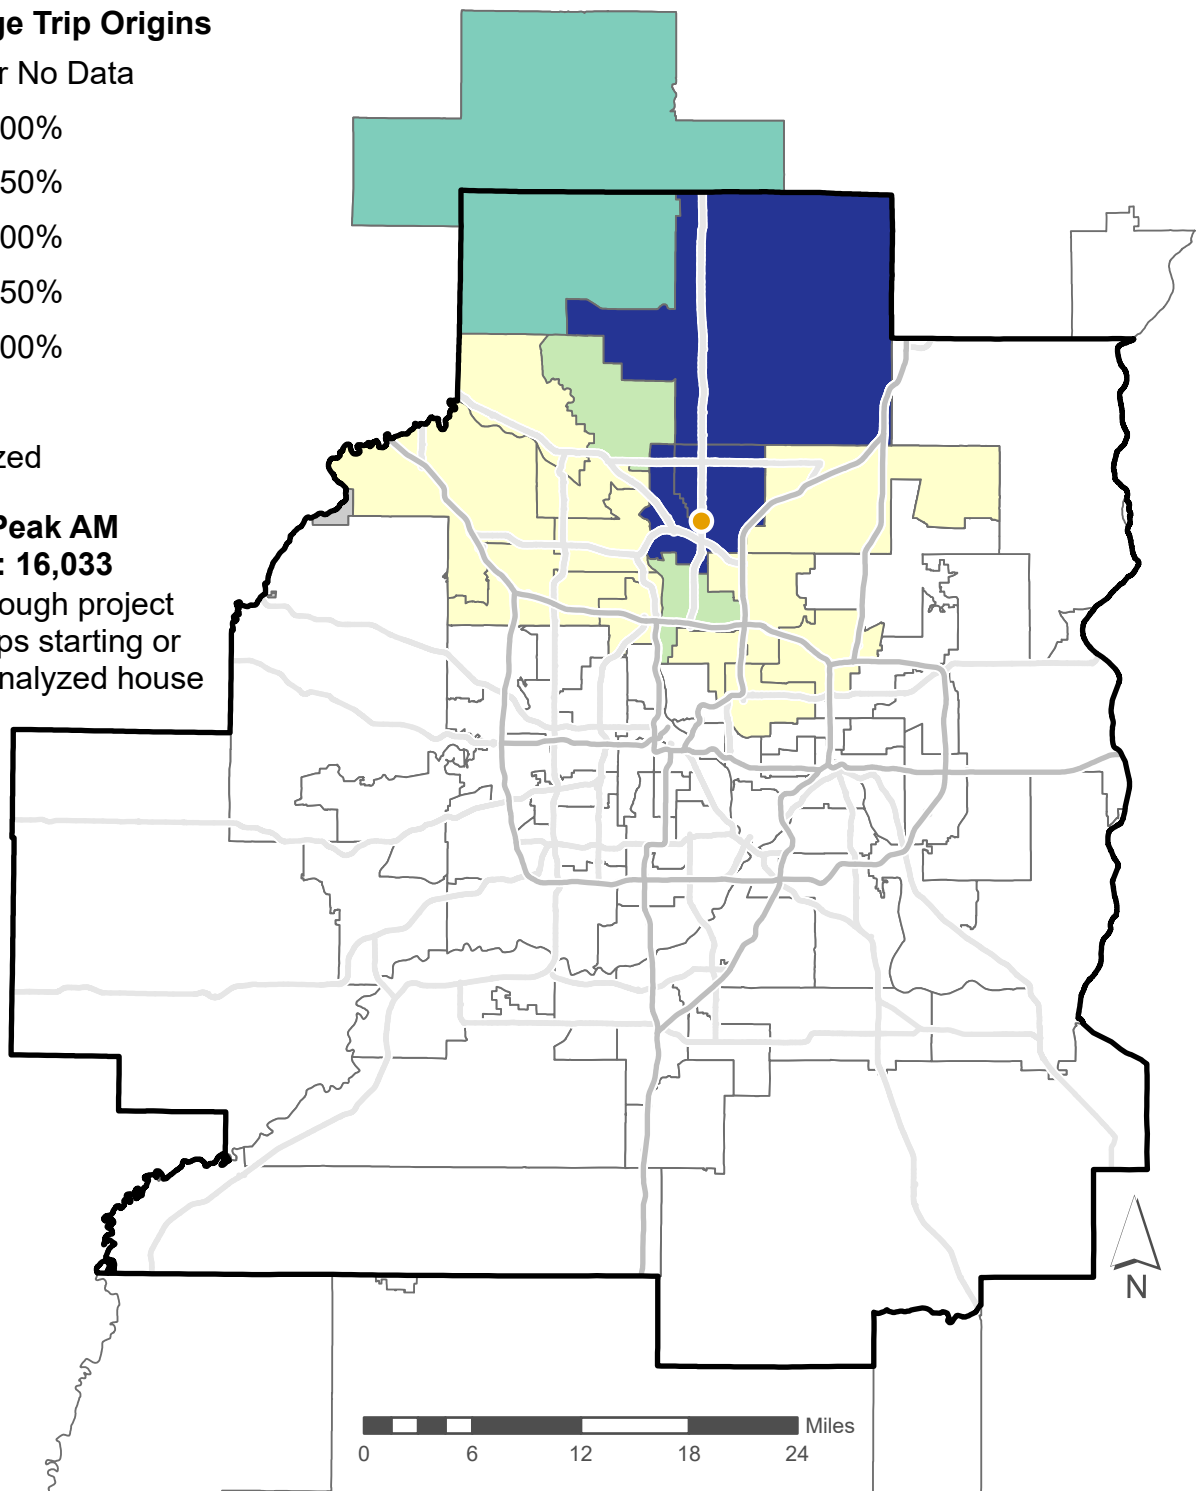 ge Trip Origins
r No Data
00%
50%
00%
50%
00%
zed
Peak AM
: 16,033
ough project
ps starting or
nalyzed house
N
Miles
0 6 12 18 24